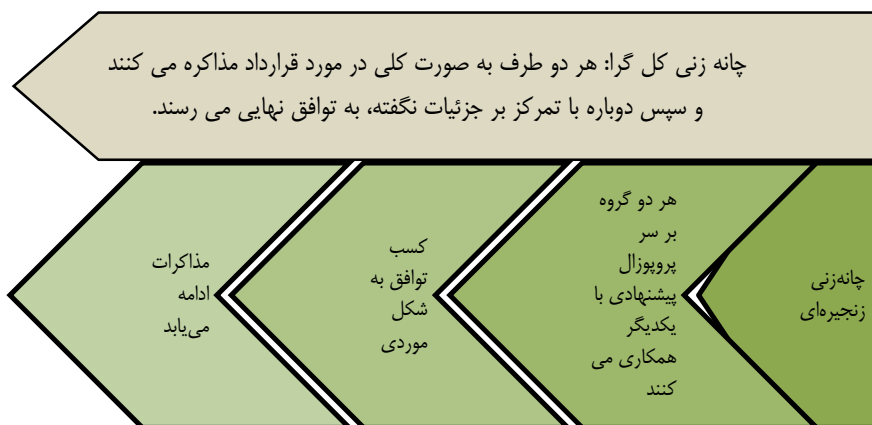 چانه زنی کل گرا: هر دو طرف به صورت کلی در مورد قرارداد مذاکره می کنند
و سپس دوباره با تمرکز بر جزئیات نگفته، به توافق نهایی می رسند.
چانه‌زنی
زنجیره‌ای
هر دو گروه
بر سر
پروپوزال
پیشنهادی با
یکدیگر
همکاری می
کنند
کسب
توافق به
شکل
موردی
مذاکرات
ادامه
می‌یابد